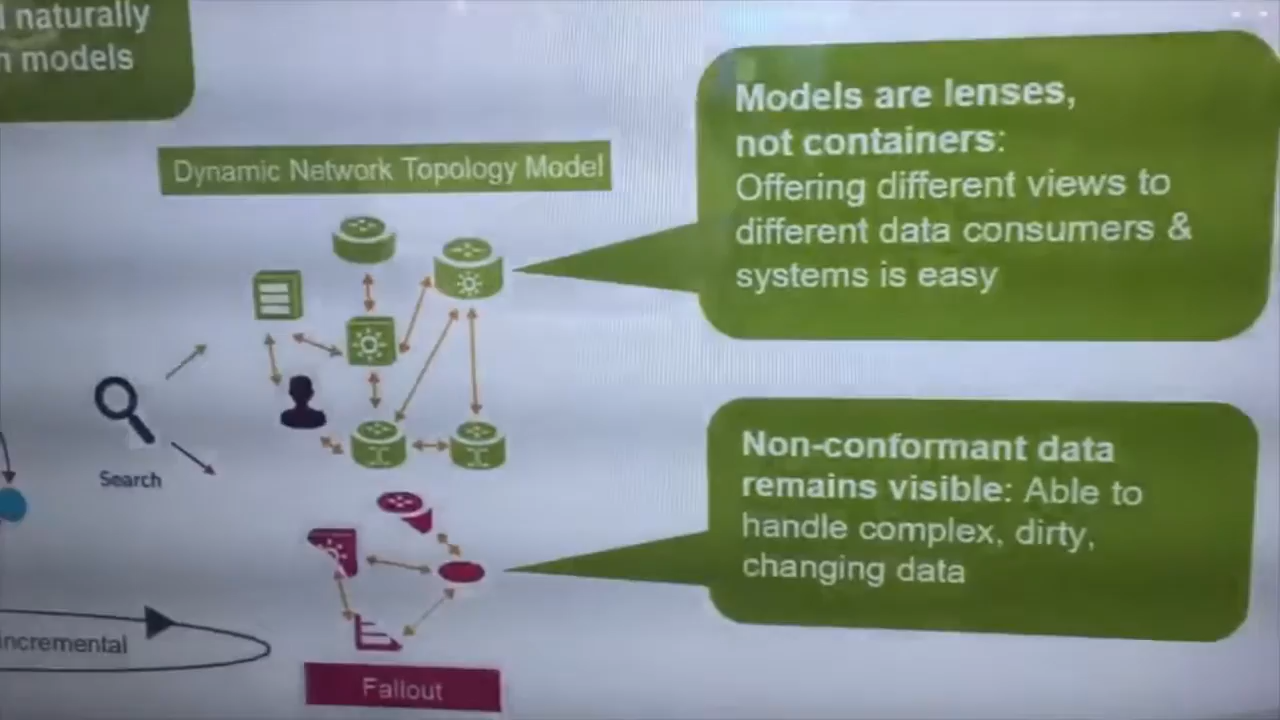 naturally
models
Dynamic Network Topology Model
Models are lenses,
not containers:
Offering different views to
different data consumers &
systems is easy
Search
Non-conformant data
remains visible: Able to
handle complex, dirty,
changing data
incremental
Fallout